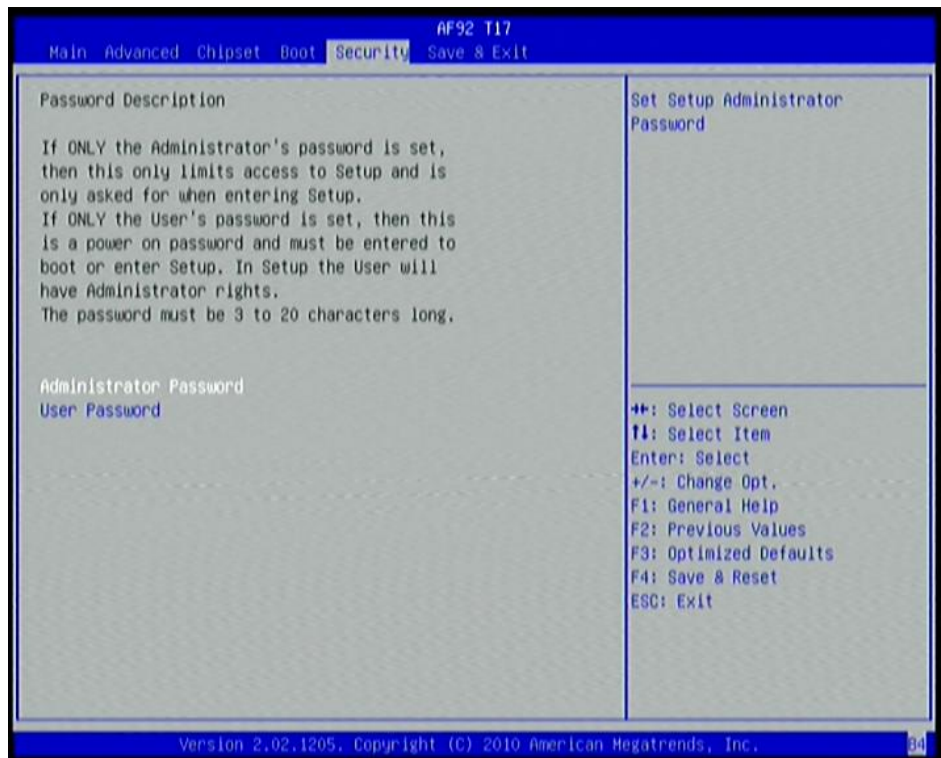 AF92 T17
Main Advanced Chipset Boot Security Save & Exit
Password Description
If ONLY the Administrator's password is set,
then this only limits access to Setup and is
only asked for when entering Setup.
If ONLY the User's password is set, then this
is a power on password and must be entered to
boot or enter Setup. In Setup the User will
have Administrator rights.
The password must be 3 to 20 characters long.
Administrator Password
User Password
Set Setup Administrator
Password
→←: Select Screen
↑↓: Select Item
Enter: Select
+/-: Change Opt.
F1: General Help
F2: Previous Values
F3: Optimized Defaults
F4: Save & Reset
ESC: Exit
Version 2.02.1205. Copyright (C) 2010 American Megatrends, Inc.
B4